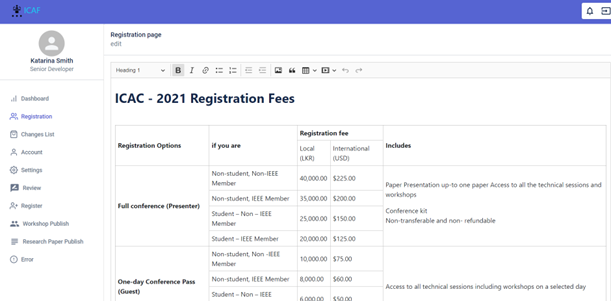 ICAF
Katarina Smith
Senior Developer
Dashboard
Registration
Changes List
Account
Settings
Review
Register
Workshop Publish
Research Paper Publish
Error
Registration page
edit
Heading 1
B I
ICAC - 2021 Registration Fees
Registration Options
if you are
Registration fee
Includes
Local
(LKR)
International
(USD)
Full conference (Presenter)
Non-student, Non-IEEE
Member
40,000.00
$225.00
Non-student, IEEE Member
35,000.00
$200.00
Student – Non – IEEE
Member
25,000.00
$150.00
Student – IEEE Member
20,000.00
$125.00
Paper Presentation up-to one paper Access to all the technical sessions and
workshops
Conference kit
Non-transferable and non- refundable
One-day Conference Pass
(Guest)
Non-student, Non -IEEE
Member
10,000.00
$75.00
Non-student, IEEE Member
8,000.00
$60.00
Student – Non – IEEE
6,000.00
$50.00
Access to all technical sessions including workshops on a selected day